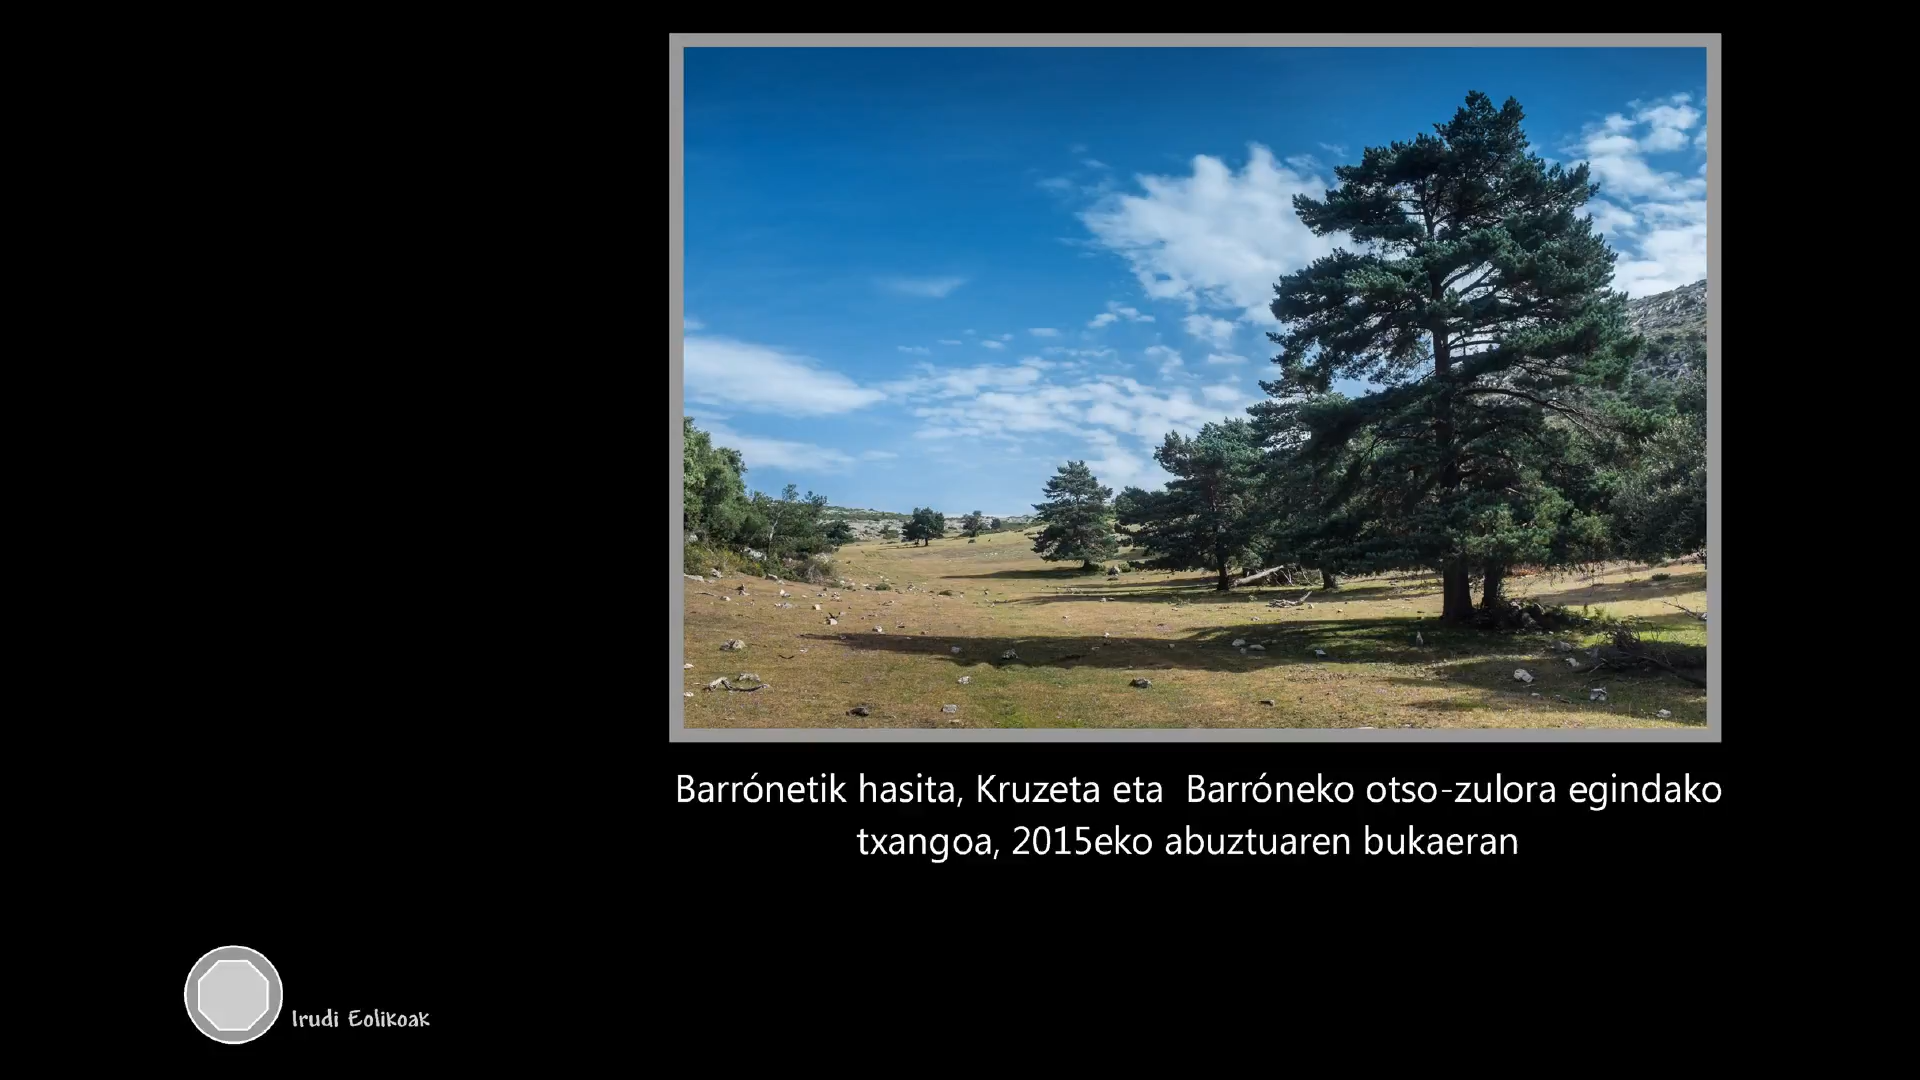 Barrónetik hasita, Kruzeta eta  Barróneko otso-zulora egindako
txangoa, 2015eko abuztuaren bukaeran
Irudi Eolikoak